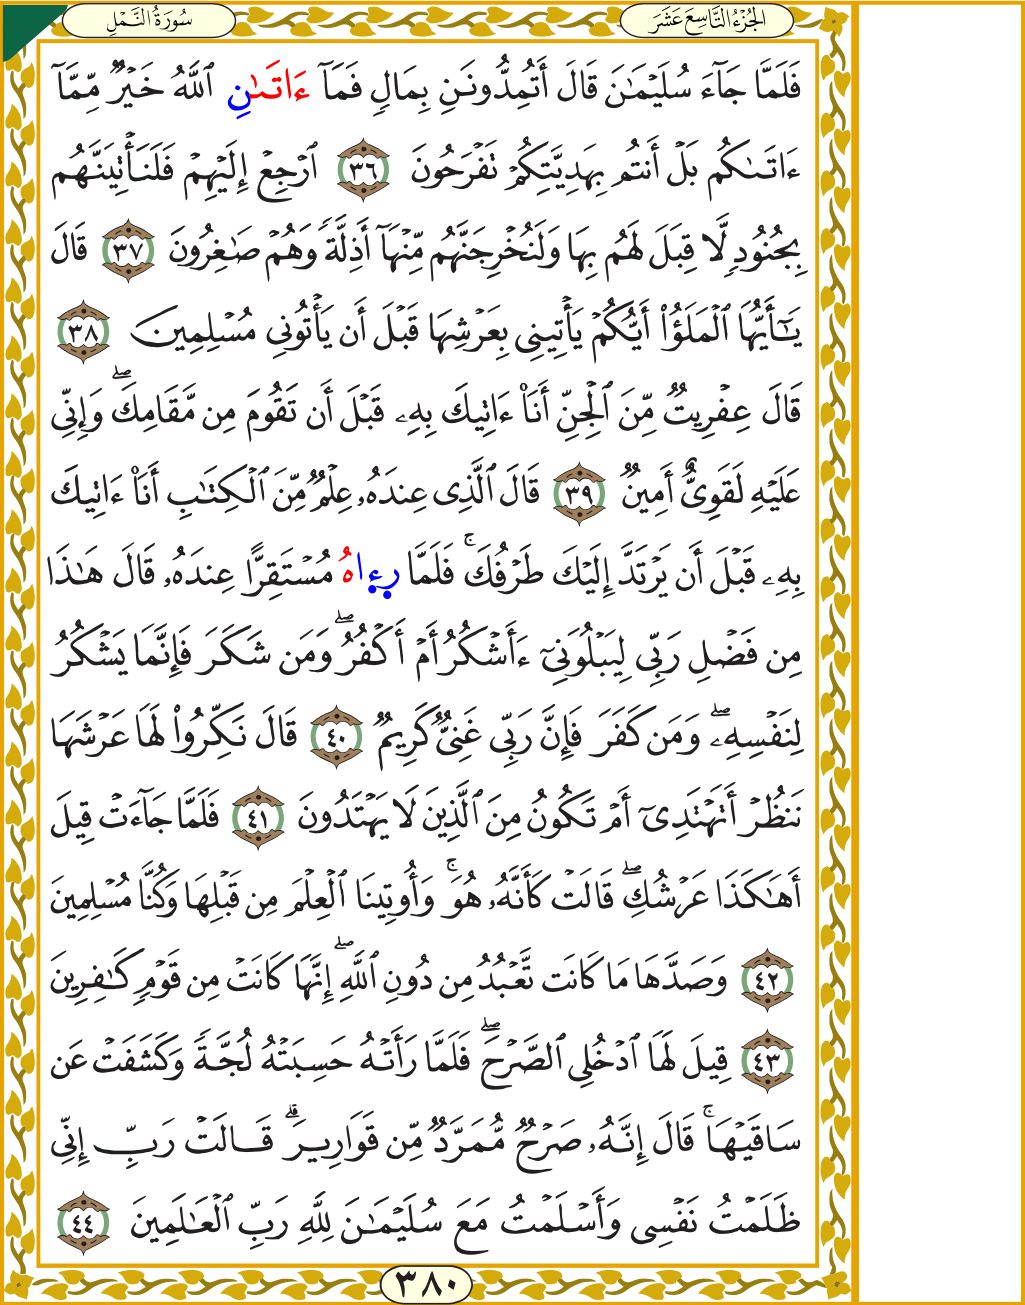 الجُزْءُ التَّاسِعَ عَشَرَ
سُورَةُ النَّمْلِ
فَلَمَّا جَآءَ سُلَيْمَٰنَ قَالَ أَتُمِدُّونَنِ بِمَالٍ فَمَآ ءَاتَىٰنِ ٱللَّهُ خَيْرٌ مِّمَّآ
ءَاتَىٰكُم بَلْ أَنتُم بِهَدِيَّتِكُمْ تَفْرَحُونَ ٣٦ ٱرْجِعْ إِلَيْهِمْ فَلَنَأْتِيَنَّهُم
بِجُنُودٍ لَّا قِبَلَ لَهُم بِهَا وَلَنُخْرِجَنَّهُم مِّنْهَآ أَذِلَّةً وَهُمْ صَٰغِرُونَ ٣٧ قَالَ
يَٰٓأَيُّهَا ٱلْمَلَؤُا۟ أَيُّكُمْ يَأْتِينِى بِعَرْشِهَا قَبْلَ أَن يَأْتُونِى مُسْلِمِينَ ٣٨
قَالَ عِفْرِيتٌ مِّنَ ٱلْجِنِّ أَنَا۠ ءَاتِيكَ بِهِۦ قَبْلَ أَن تَقُومَ مِن مَّقَامِكَ ۖ وَإِنِّى
عَلَيْهِ لَقَوِىٌّ أَمِينٌ ٣٩ قَالَ ٱلَّذِى عِندَهُۥ عِلْمٌ مِّنَ ٱلْكِتَٰبِ أَنَا۠ ءَاتِيكَ
بِهِۦ قَبْلَ أَن يَرْتَدَّ إِلَيْكَ طَرْفُكَ ۚ فَلَمَّا رِءِاهُ مُسْتَقِرًّا عِندَهُۥ قَالَ هَٰذَا
مِن فَضْلِ رَبِّى لِيَبْلُوَنِىٓ ءَأَشْكُرُ أَمْ أَكْفُرُ ۖ وَمَن شَكَرَ فَإِنَّمَا يَشْكُرُ
لِنَفْسِهِۦ ۖ وَمَن كَفَرَ فَإِنَّ رَبِّى غَنِىٌّ كَرِيمٌ ٤٠ قَالَ نَكِّرُوا۟ لَهَا عَرْشَهَا
نَنظُرْ أَتَهْتَدِىٓ أَمْ تَكُونُ مِنَ ٱلَّذِينَ لَا يَهْتَدُونَ ٤١ فَلَمَّا جَآءَتْ قِيلَ
أَهَٰكَذَا عَرْشُكِ ۖ قَالَتْ كَأَنَّهُۥ هُوَ ۚ وَأُوتِينَا ٱلْعِلْمَ مِن قَبْلِهَا وَكُنَّا مُسْلِمِينَ
٤٢ وَصَدَّهَا مَا كَانَت تَّعْبُدُ مِن دُونِ ٱللَّهِ ۖ إِنَّهَا كَانَتْ مِن قَوْمٍ كَٰفِرِينَ
٤٣ قِيلَ لَهَا ٱدْخُلِى ٱلصَّرْحَ ۖ فَلَمَّا رَأَتْهُ حَسِبَتْهُ لُجَّةً وَكَشَفَتْ عَن
سَاقَيْهَا ۚ قَالَ إِنَّهُۥ صَرْحٌ مُّمَرَّدٌ مِّن قَوَارِيرَ ۗ قَالَتْ رَبِّ إِنِّى
ظَلَمْتُ نَفْسِى وَأَسْلَمْتُ مَعَ سُلَيْمَٰنَ لِلَّهِ رَبِّ ٱلْعَٰلَمِينَ ٤٤
٣٨٠